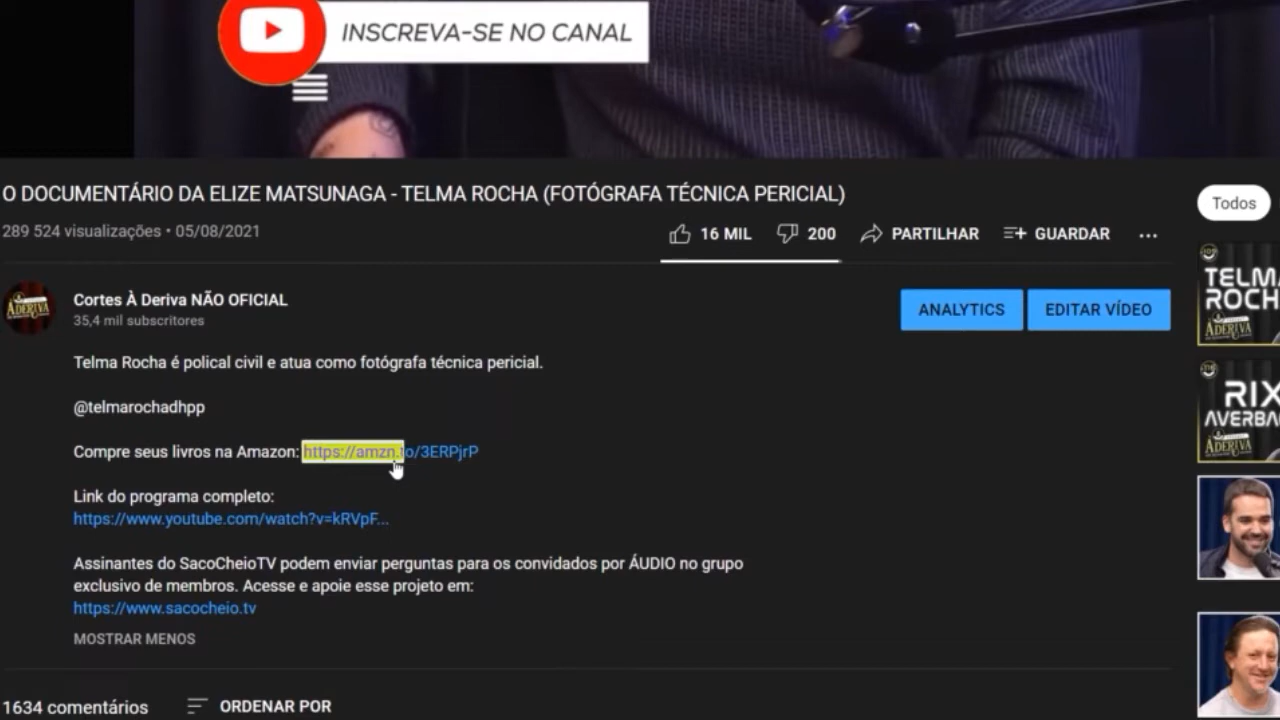 INSCREVA-SE NO CANAL
O DOCUMENTÁRIO DA ELIZE MATSUNAGA - TELMA ROCHA (FOTÓGRAFA TÉCNICA PERICIAL)
289 524 visualizações • 05/08/2021
16 MIL 200 PARTILHAR GUARDAR ...
Todos
TELMA
ROCHA
ÀDERIVA
ÀDERIVA
Cortes À Deriva NÃO OFICIAL
35,4 mil subscritores
ANALYTICS EDITAR VÍDEO
Telma Rocha é polical civil e atua como fotógrafa técnica pericial.
@telmarochadhpp
RIX
AVERBA
ÀDERIVA
Compre seus livros na Amazon: https://amzn.to/3ERPjrP
Link do programa completo:
https://www.youtube.com/watch?v=kRVpF...
Assinantes do SacoCheioTV podem enviar perguntas para os convidados por ÁUDIO no grupo
exclusivo de membros. Acesse e apoie esse projeto em:
https://www.sacocheio.tv
MOSTRAR MENOS
1634 comentários ORDENAR POR